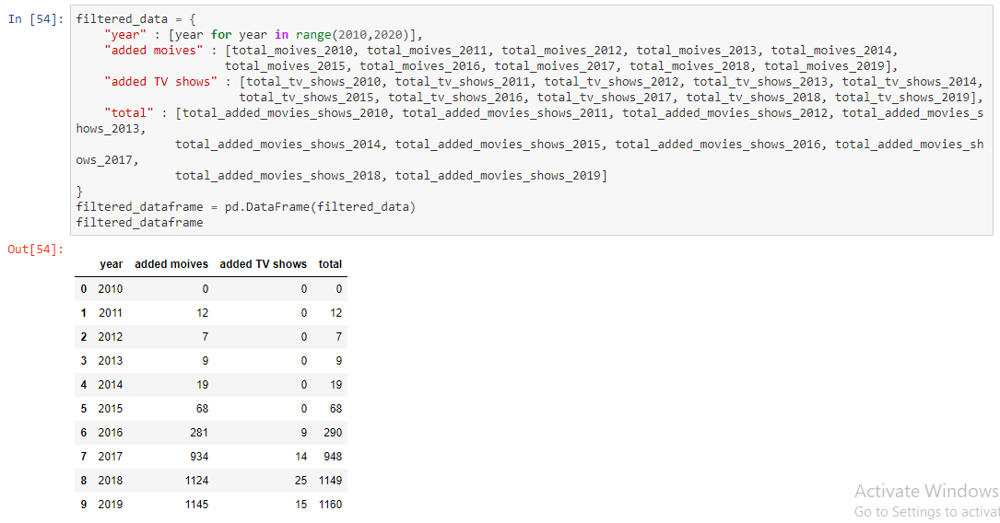 In [54]: filtered_data = {
"year" : [year for year in range(2010,2020)],
"added moives" : [total_moives_2010, total_moives_2011, total_moives_2012, total_moives_2013, total_moives_2014,
total_moives_2015, total_moives_2016, total_moives_2017, total_moives_2018, total_moives_2019],
"added TV shows" : [total_tv_shows_2010, total_tv_shows_2011, total_tv_shows_2012, total_tv_shows_2013, total_tv_shows_2014,
total_tv_shows_2015, total_tv_shows_2016, total_tv_shows_2017, total_tv_shows_2018, total_tv_shows_2019],
"total" : [total_added_movies_shows_2010, total_added_movies_shows_2011, total_added_movies_shows_2012, total_added_movies_s
hows_2013,
total_added_movies_shows_2014, total_added_movies_shows_2015, total_added_movies_shows_2016, total_added_movies_sh
ows_2017,
total_added_movies_shows_2018, total_added_movies_shows_2019]
}
filtered_dataframe = pd.DataFrame(filtered_data)
filtered_dataframe
Out[54]:
year added moives added TV shows total
0 2010 0 0 0
1 2011 12 0 12
2 2012 7 0 7
3 2013 9 0 9
4 2014 19 0 19
5 2015 68 0 68
6 2016 281 9 290
7 2017 934 14 948
8 2018 1124 25 1149
9 2019 1145 15 1160
Activate Windows
Go to Settings to activat